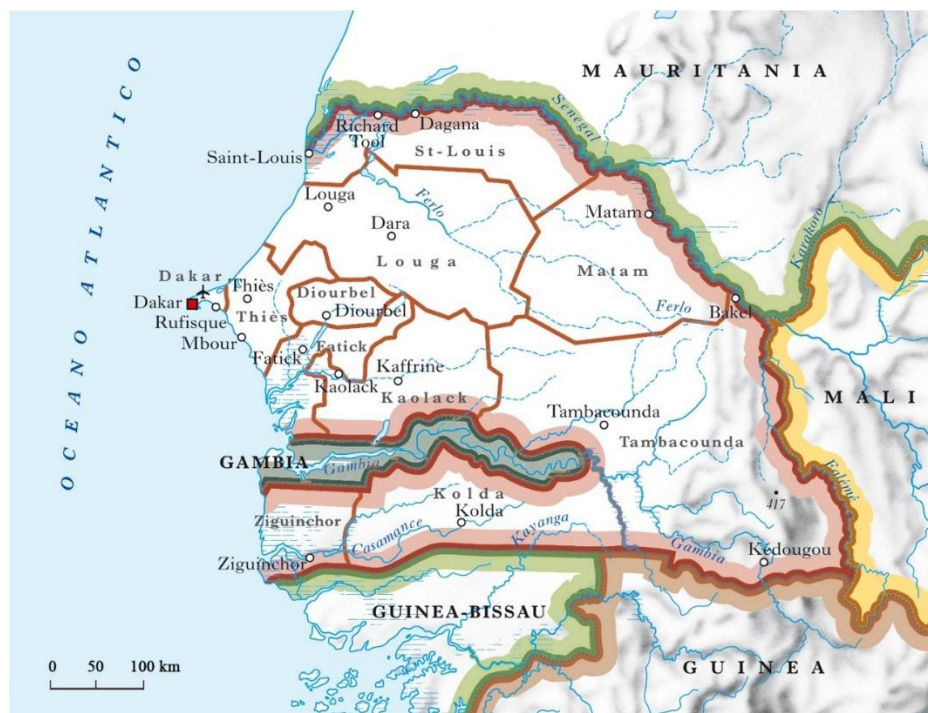 MAURITANIA
OCEANO ATLANTICO
Senegal
Richard
Tool
Dagana
Saint-Louis
St-Louis
Louga
Ferlo
Matam
Karakoro
Dara
Louga
Dakar
Thiès
Matam
Diourbel
Dakar
Diourbel
Ferlo
Bakel
Rufisque
Thiès
Mbour
Fatick
Fatick
Kaffrine
Kaolack
Kaolack
MALI
Tambacounda
Tambacounda
GAMBIA
Gambia
Falémé
Kolda
417
Ziguinchor
Kolda
Casamance
Kayanga
Gambia
Kédougou
Ziguinchor
GUINEA-BISSAU
GUINEA
0 50 100 km